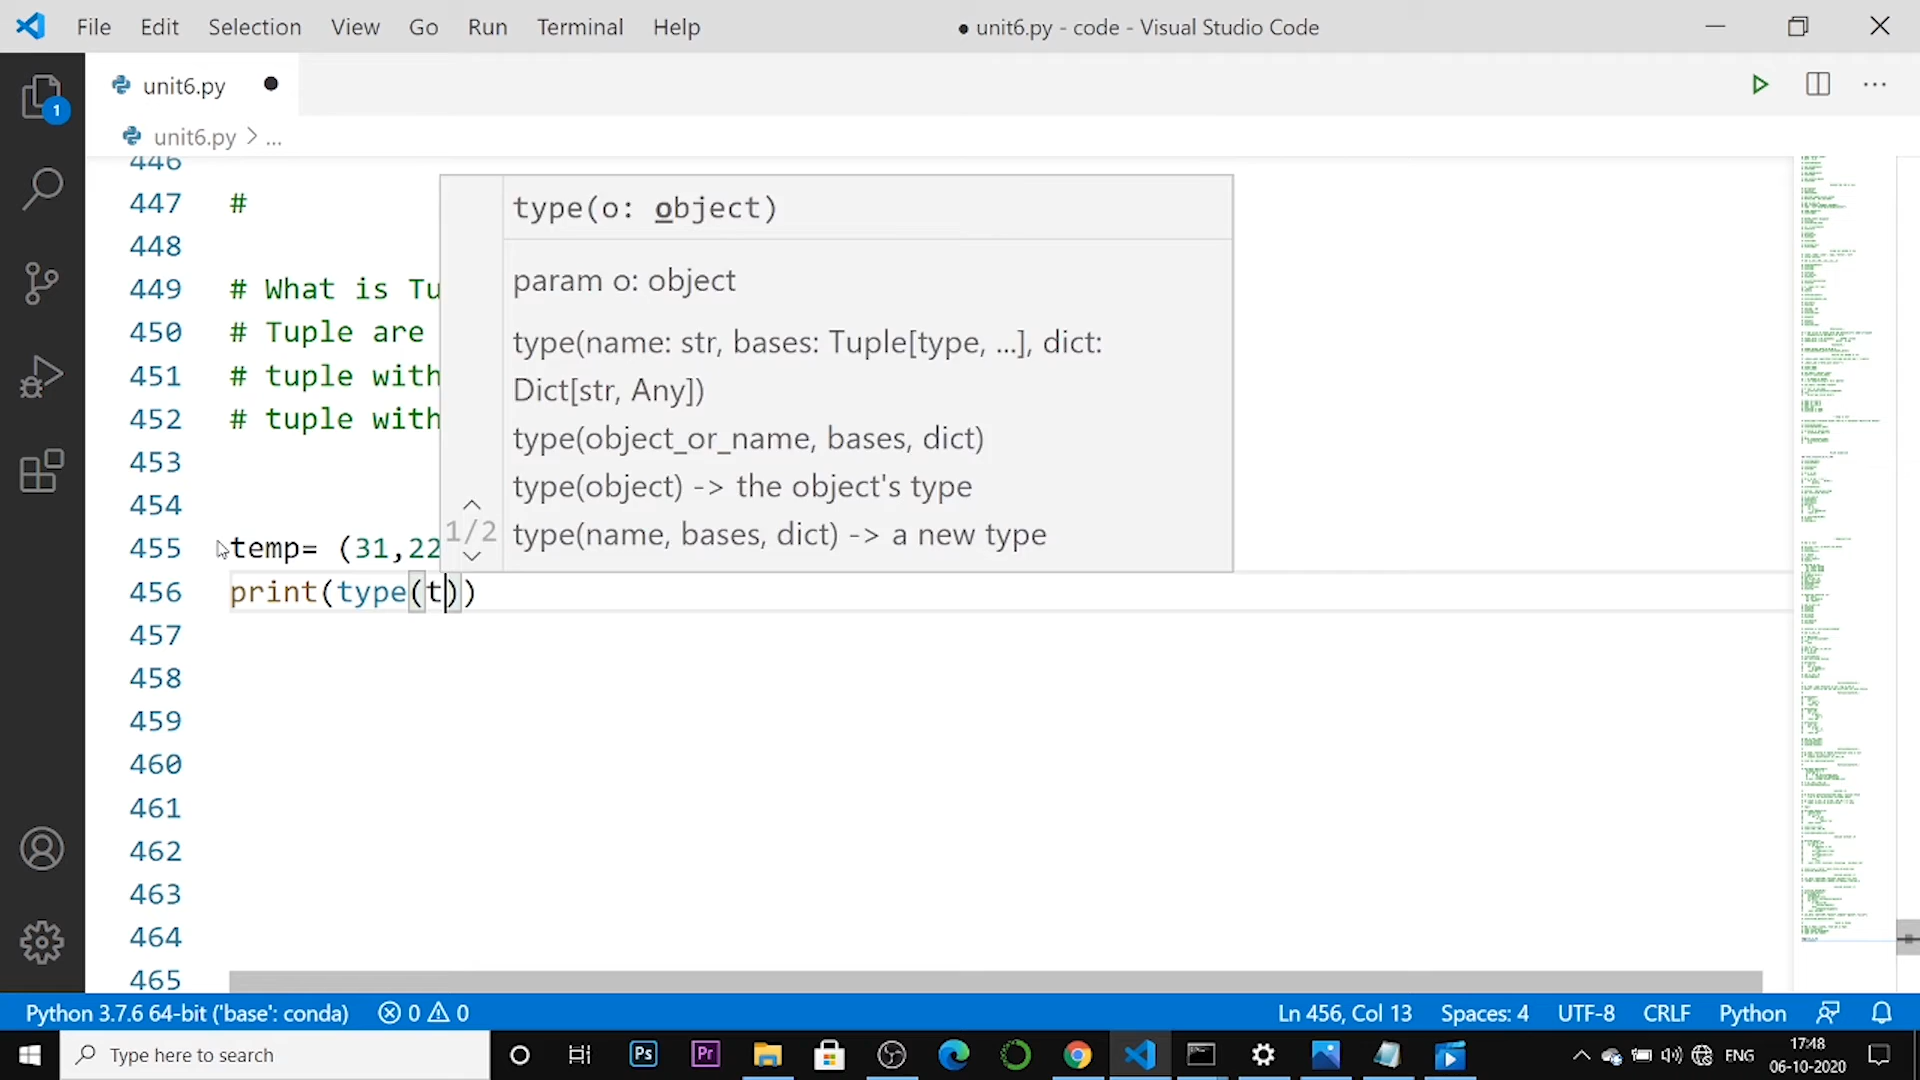 File Edit Selection View Go Run Terminal Help
● unit6.py - code - Visual Studio Code
unit6.py
unit6.py > ...
1
446
447 #
448
449 # What is Tu
450 # Tuple are
451 # tuple with
452 # tuple with
453
454
455 temp= (31,22
456 print(type(t))
457
458
459
460
461
462
463
464
465
type(o: object)
param o: object
type(name: str, bases: Tuple[type, ...], dict:
Dict[str, Any])
type(object_or_name, bases, dict)
type(object) -> the object's type
type(name, bases, dict) -> a new type
1/2
Python 3.7.6 64-bit ('base': conda) 0 0 Ln 456, Col 13 Spaces: 4 UTF-8 CRLF Python
Type here to search
Ps
Pr
ENG
17:48
06-10-2020